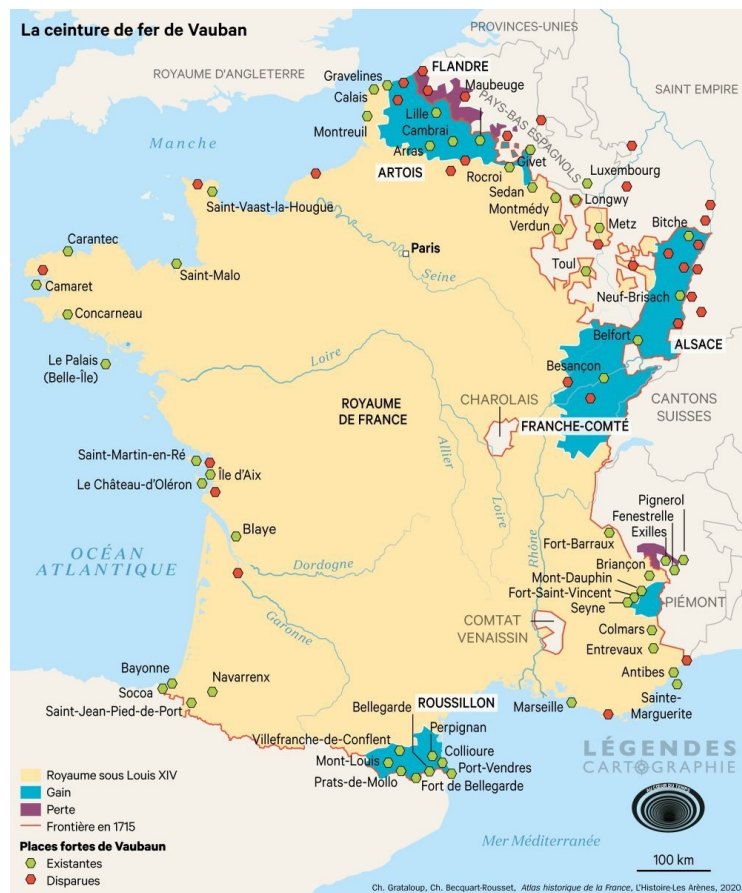 La ceinture de fer de Vauban
PROVINCES-UNIES
ROYAUME D'ANGLETERRE
FLANDRE
Gravelines
Maubeuge
SAINT EMPIRE
Calais
PAYS-BAS ESPAGNOLS
Lille
Montreuil
Cambrai
Manche
Arras
Givet
Luxembourg
ARTOIS
Rocroi
Sedan
Longwy
Saint-Vaast-la-Hougue
Montmédy
Metz
Bitche
Verdun
Carantec
Paris
Toul
Saint-Malo
Seine
Camaret
Neuf-Brisach
Concarneau
Belfort
ALSACE
Le Palais
(Belle-Île)
Loire
Besançon
CHAROLAIS
CANTONS
SUISSES
ROYAUME
DE FRANCE
FRANCHE-COMTÉ
Allier
Saint-Martin-en-Ré
Île d'Aix
Le Château-d'Oléron
Loire
Pignerol
Fenestrelle
Exilles
Blaye
Fort-Barraux
OCÉAN
ATLANTIQUE
Rhône
Dordogne
Briançon
Mont-Dauphin
Fort-Saint-Vincent
Seyne
PIÉMONT
Garonne
COMTAT
VENAISSIN
Colmars
Entrevaux
Bayonne
Navarrenx
Antibes
Socoa
Sainte-
Marguerite
Saint-Jean-Pied-de-Port
Bellegarde
ROUSSILLON
Marseille
Perpignan
Villefranche-de-Conflent
Collioure
Mont-Louis
Port-Vendres
Prats-de-Mollo
Fort de Bellegarde
LÉGENDES
CARTOGRAPHIE
AU CŒUR DU TEMPS
Royaume sous Louis XIV
Gain
Perte
Frontière en 1715
Places fortes de Vaubaun
Existantes
Disparues
Mer Méditerranée
100 km
Ch. Grataloup, Ch. Becquart-Rousset, Atlas historique de la France, L'Histoire-Les Arènes, 2020